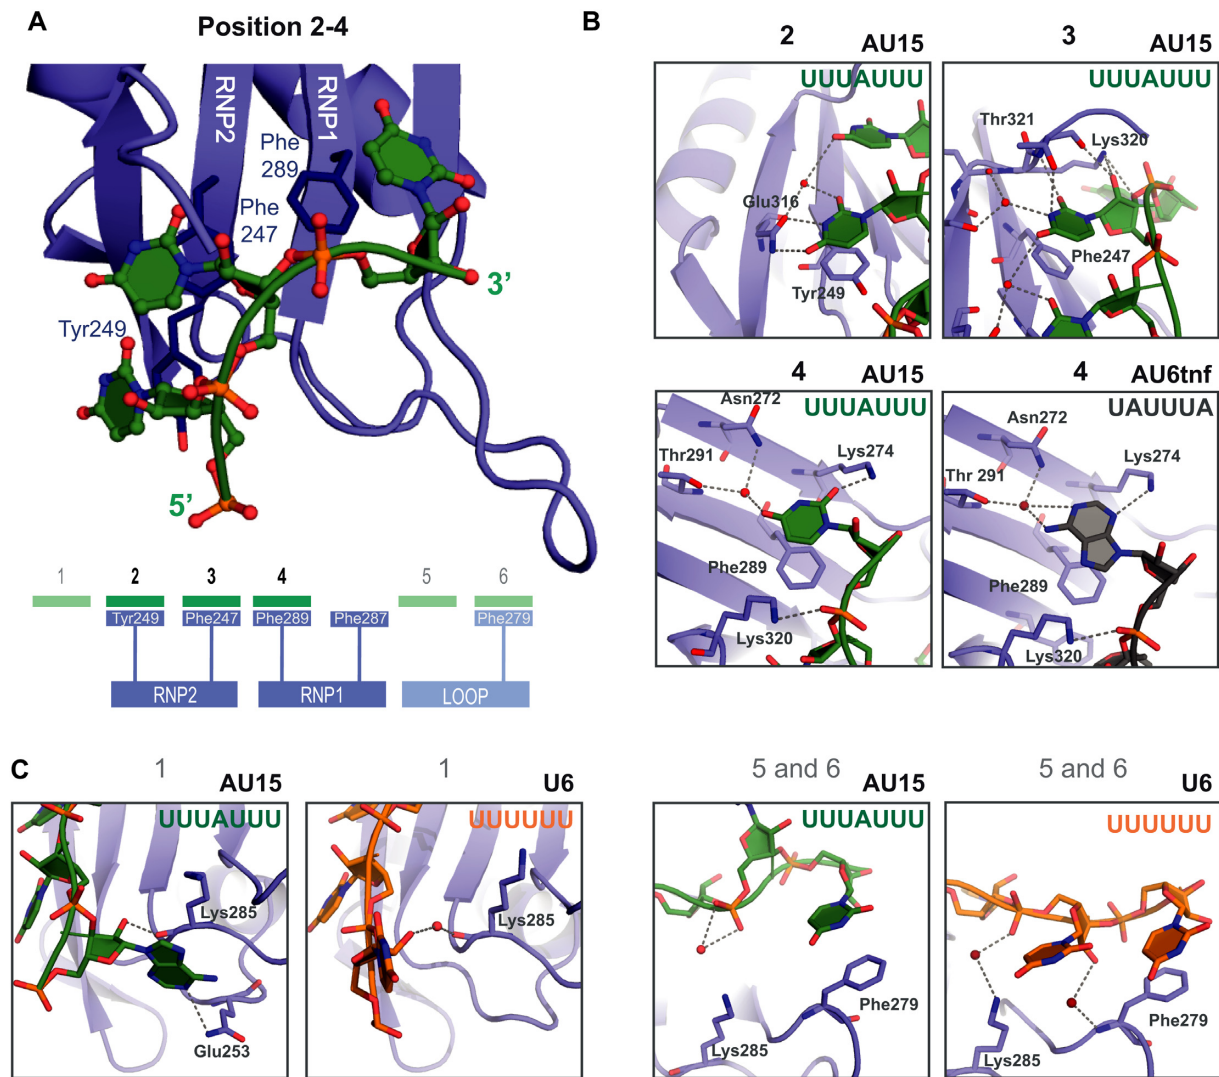 A
Position 2-4
RNP2
RNP1
Phe
289
Phe
247
Tyr249
3’
5’
1
2
3
4
5
6
Tyr249
Phe247
Phe289
Phe287
Phe279
RNP2
RNP1
LOOP
B
2
AU15
UUUAUUU
Glu316
Tyr249
3
AU15
UUUAUUU
Thr321
Lys320
Phe247
4
AU15
UUUAUUU
Asn272
Lys274
Thr291
Phe289
Lys320
4
AU6tnf
UAUUUA
Asn272
Lys274
Thr 291
Phe289
Lys320
C
1
AU15
UUUAUUU
Lys285
Glu253
1
U6
UUUUUU
Lys285
5 and 6
AU15
UUUAUUU
Phe279
Lys285
5 and 6
U6
UUUUUU
Phe279
Lys285